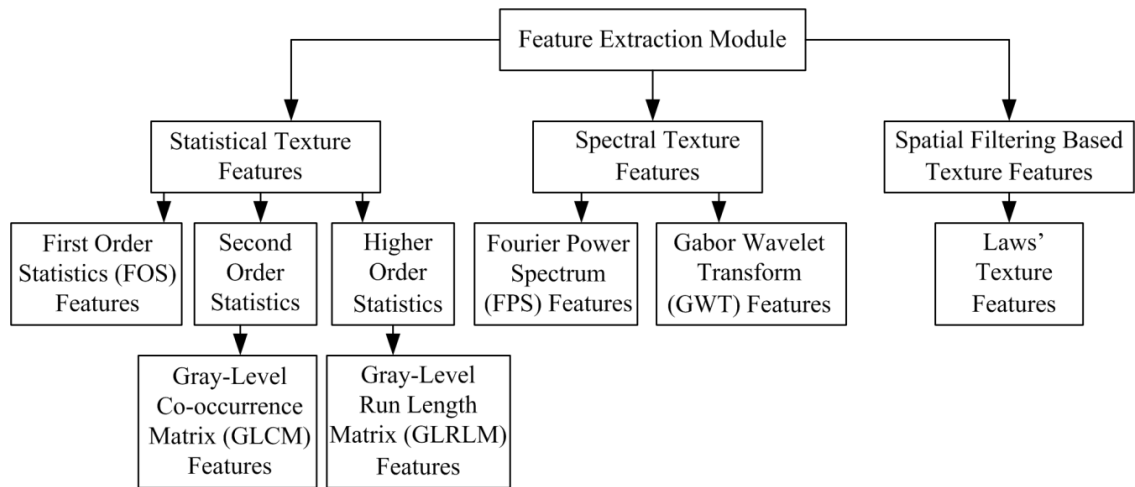 Feature Extraction Module
Statistical Texture
Features
Spectral Texture
Features
Spatial Filtering Based
Texture Features
First Order
Statistics (FOS)
Features
Second
Order
Statistics
Higher
Order
Statistics
Fourier Power
Spectrum
(FPS) Features
Gabor Wavelet
Transform
(GWT) Features
Laws’
Texture
Features
Gray-Level
Co-occurrence
Matrix (GLCM)
Features
Gray-Level
Run Length
Matrix (GLRLM)
Features